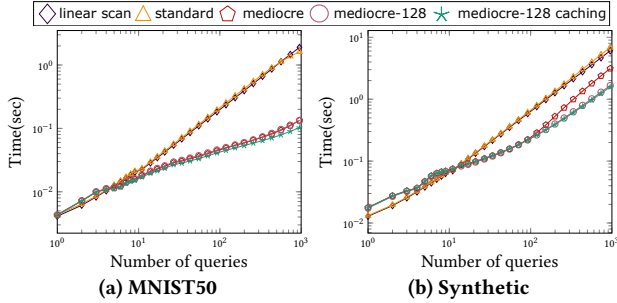 linear scan standard mediocre mediocre-128 mediocre-128 caching
Time(sec)
10^0
10^-1
10^-2
10^0 10^1 10^2 10^3
Number of queries
(a) MNIST50
Time(sec)
10^1
10^0
10^-1
10^-2
10^0 10^1 10^2 10^3
Number of queries
(b) Synthetic